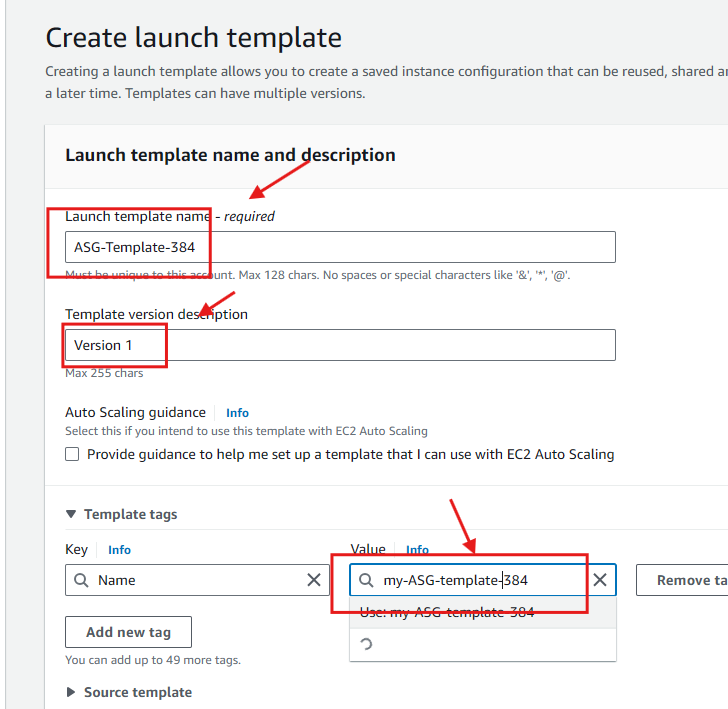 Create launch template
Creating a launch template allows you to create a saved instance configuration that can be reused, shared
a later time. Templates can have multiple versions.
Launch template name and description
Launch template name - required
ASG-Template-384
Must be unique to this account. Max 128 chars. No spaces or special characters like '&', '*', '@'.
Template version description
Version 1
Max 255 chars
Auto Scaling guidance Info
Select this if you intend to use this template with EC2 Auto Scaling
Provide guidance to help me set up a template that I can use with EC2 Auto Scaling
Template tags
Key Info Value Info
Name my-ASG-template-384 Remove ta
Use: my-ASG-template-384
Add new tag
You can add up to 49 more tags.
Source template